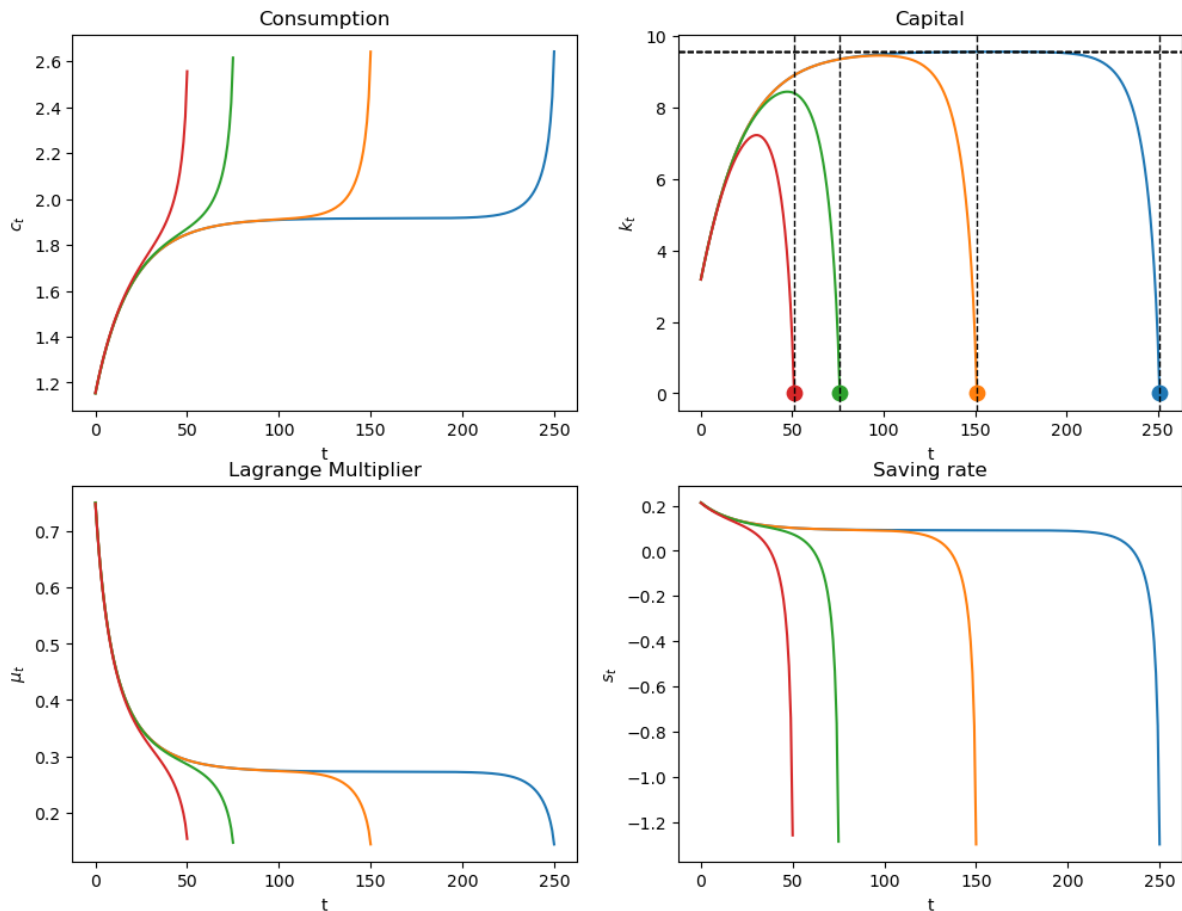 Consumption
2.6
2.4
2.2
2.0
1.8
1.6
1.4
1.2
c_t
0 50 100 150 200 250
t
Capital
10
8
6
4
2
0
k_t
0 50 100 150 200 250
t
Lagrange Multiplier
0.7
0.6
0.5
0.4
0.3
0.2
μ_t
0 50 100 150 200 250
t
Saving rate
0.2
0.0
−0.2
−0.4
−0.6
−0.8
−1.0
−1.2
s_t
0 50 100 150 200 250
t